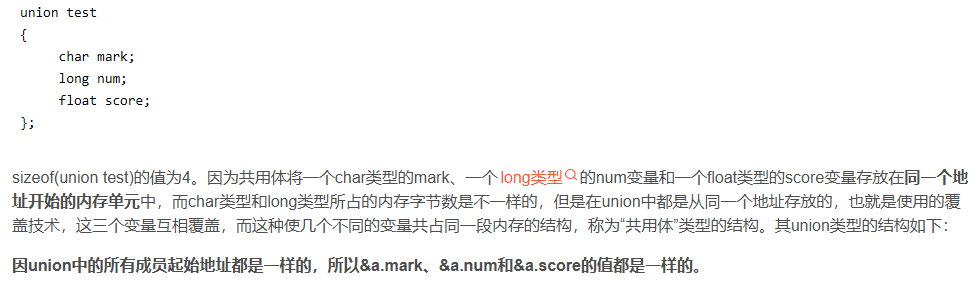 union test
{
char mark;
long num;
float score;
};
sizeof(union test)的值为4。因为共用体将一个char类型的mark、一个 long类型 的num变量和一个float类型的score变量存放在同一个地
址开始的内存单元中，而char类型和long类型所占的内存字节数是不一样的，但是在union中都是从同一个地址存放的，也就是使用的覆
盖技术，这三个变量互相覆盖，而这种使几个不同的变量共占同一段内存的结构，称为“共用体”类型的结构。其union类型的结构如下：
因union中的所有成员起始地址都是一样的，所以&a.mark、&a.num和&a.score的值都是一样的。